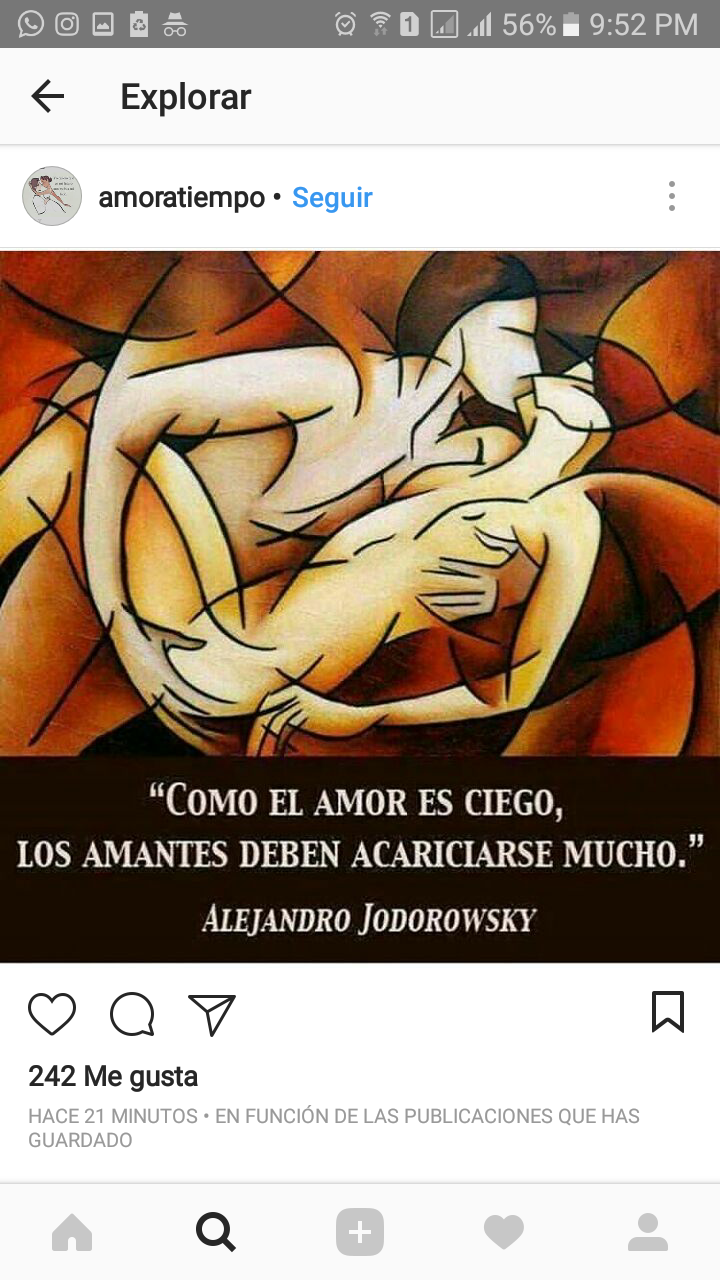 1 56% 9:52 PM
Explorar
amoratiempo • Seguir
“COMO EL AMOR ES CIEGO,
LOS AMANTES DEBEN ACARICIARSE MUCHO.”
ALEJANDRO JODOROWSKY
242 Me gusta
HACE 21 MINUTOS • EN FUNCIÓN DE LAS PUBLICACIONES QUE HAS
GUARDADO